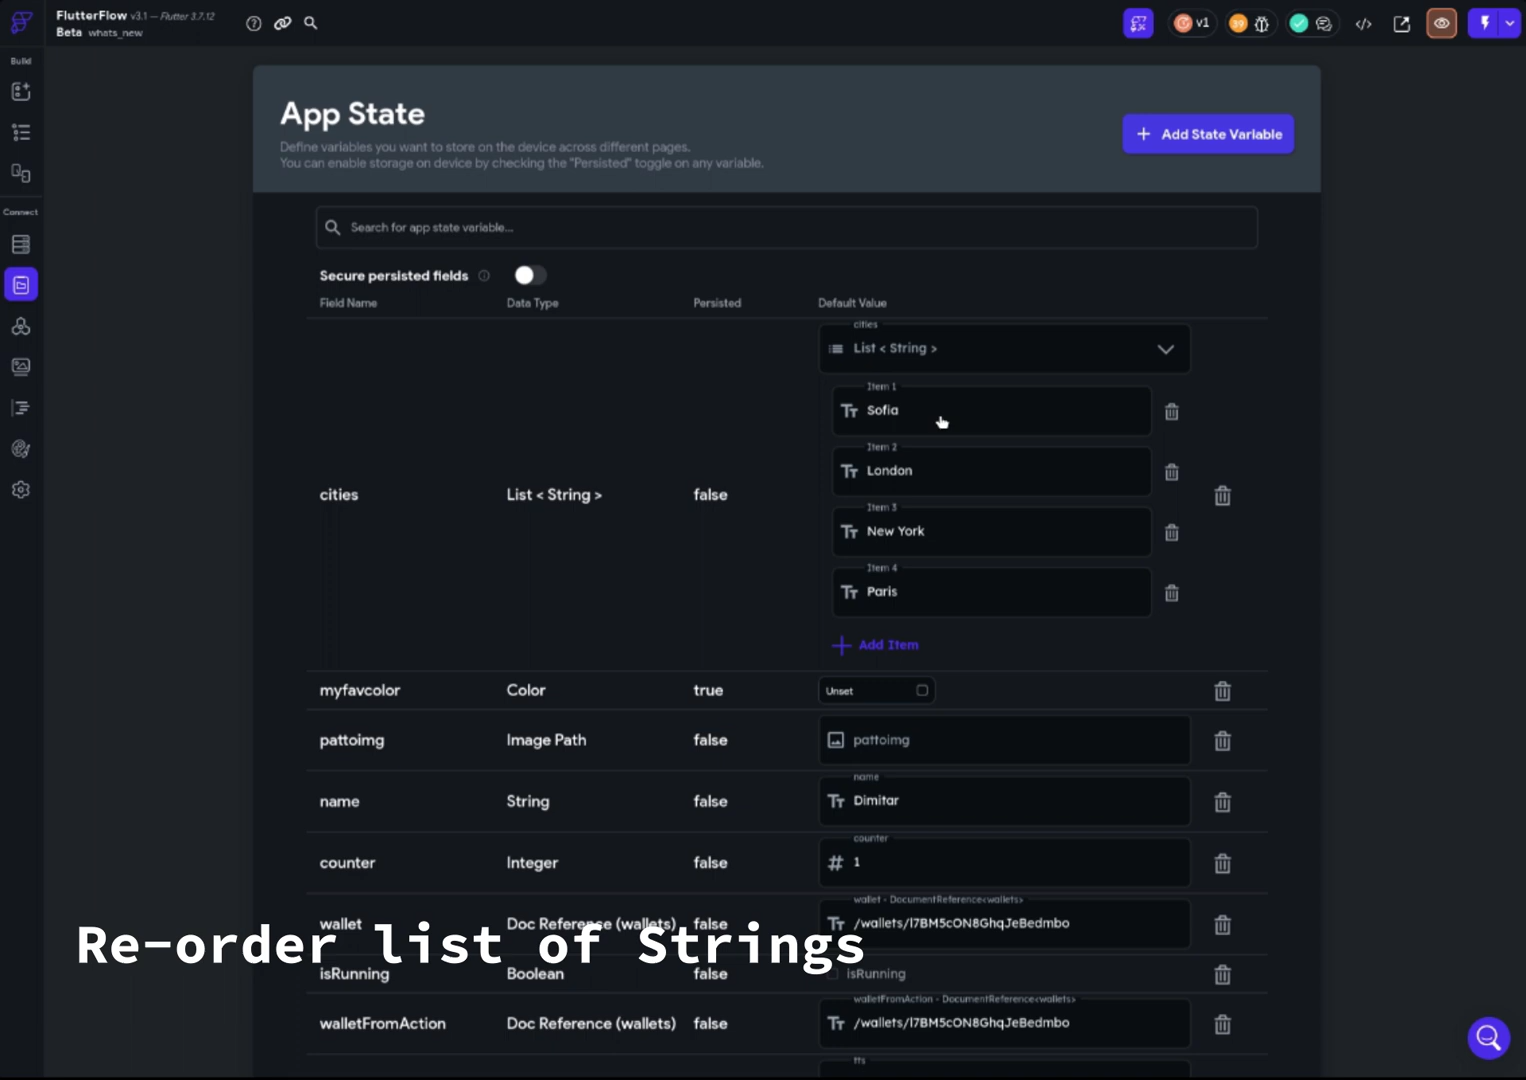 FlutterFlow v3.1 — Flutter 3.7.12
Beta whats_new
v1
39
Build
Connect
App State
Define variables you want to store on the device across different pages.
You can enable storage on device by checking the "Persisted" toggle on any variable.
+ Add State Variable
Search for app state variable...
Secure persisted fields
Field Name Data Type Persisted Default Value
cities
List < String >
Item 1
Sofia
Item 2
London
cities List < String > false
Item 3
New York
Item 4
Paris
+ Add Item
myfavcolor Color true Unset
pattoimg Image Path false pattoimg
name
name String false Dimitar
counter
counter Integer false # 1
wallet - DocumentReference<wallets>
wallet Doc Reference (wallets) false /wallets/l7BM5cON8GhqJeBedmbo
Re-order list of Strings
isRunning Boolean false isRunning
walletFromAction - DocumentReference<wallets>
walletFromAction Doc Reference (wallets) false /wallets/l7BM5cON8GhqJeBedmbo